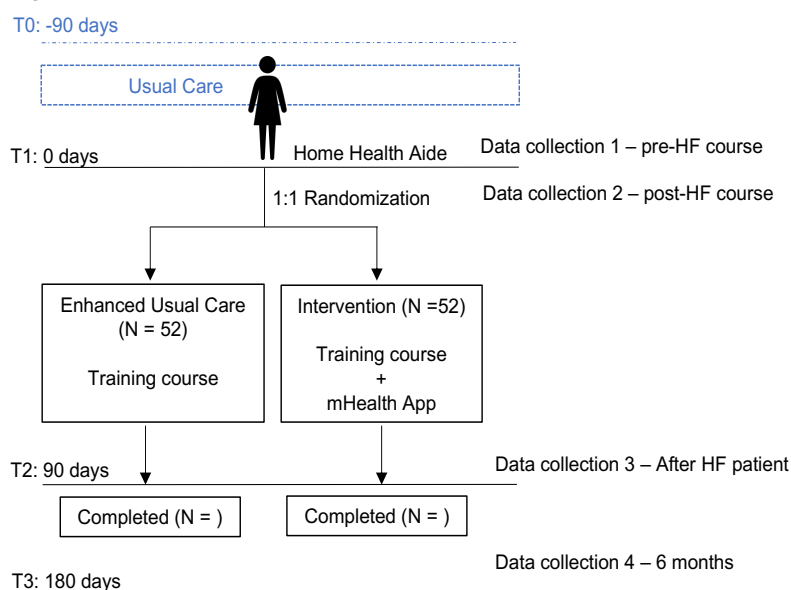 T0: -90 days
Usual Care
T1: 0 days
Home Health Aide
Data collection 1 – pre-HF course
1:1 Randomization
Data collection 2 – post-HF course
Enhanced Usual Care
(N = 52)
Training course
Intervention (N =52)
Training course
+
mHealth App
T2: 90 days
Data collection 3 – After HF patient
Completed (N = )
Completed (N = )
Data collection 4 – 6 months
T3: 180 days